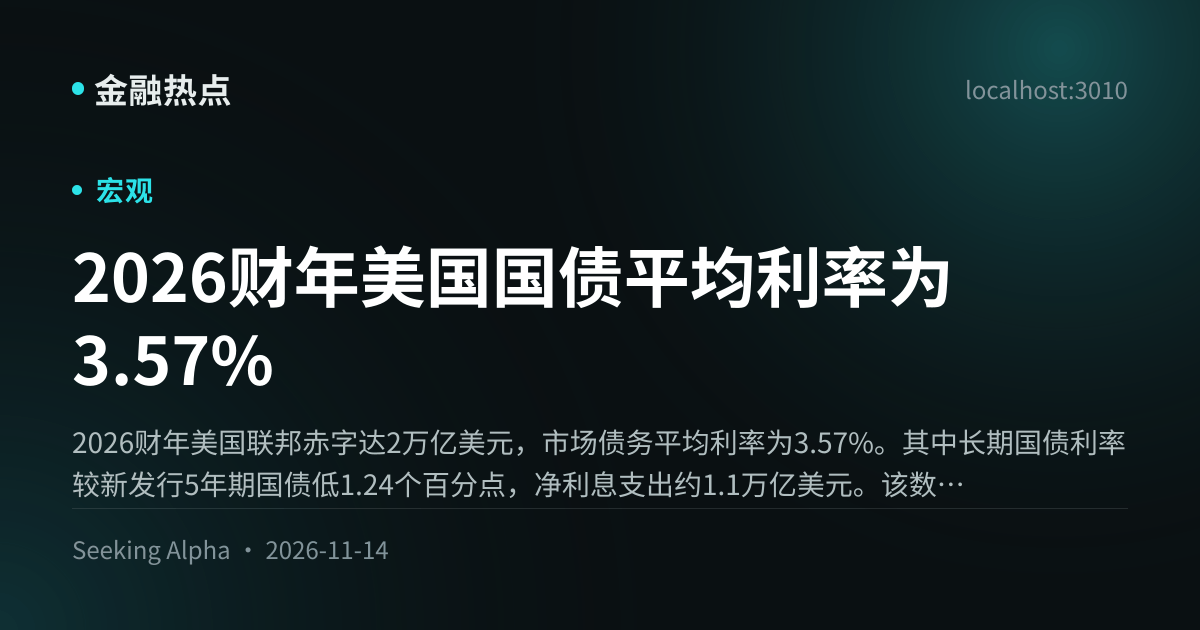 金融热点
localhost:3010
宏观
2026财年美国国债平均利率为
3.57%
2026财年美国联邦赤字达2万亿美元，市场债务平均利率为3.57%。其中长期国债利率
较新发行5年期国债低1.24个百分点，净利息支出约1.1万亿美元。该数…
Seeking Alpha · 2026-11-14